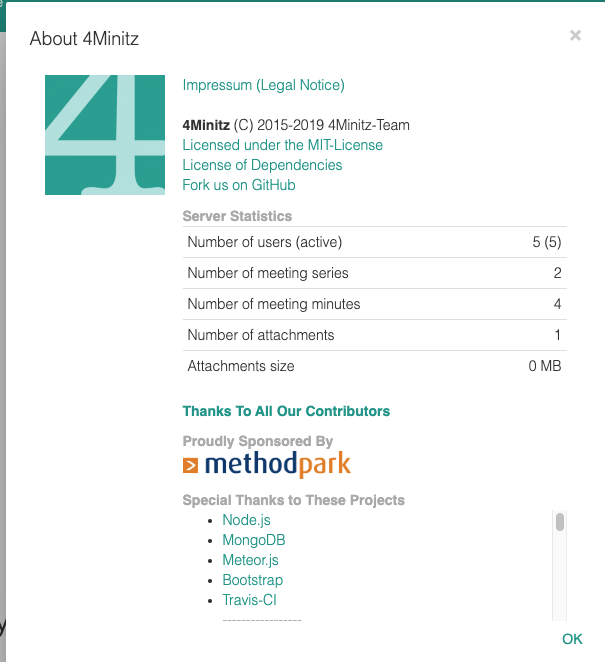 About 4Minitz
×
4
Impressum (Legal Notice)
4Minitz (C) 2015-2019 4Minitz-Team
Licensed under the MIT-License
License of Dependencies
Fork us on GitHub
Server Statistics
Number of users (active) 5 (5)
Number of meeting series 2
Number of meeting minutes 4
Number of attachments 1
Attachments size 0 MB
Thanks To All Our Contributors
Proudly Sponsored By
methodpark
Special Thanks to These Projects
• Node.js
• MongoDB
• Meteor.js
• Bootstrap
• Travis-CI
-----------------
OK